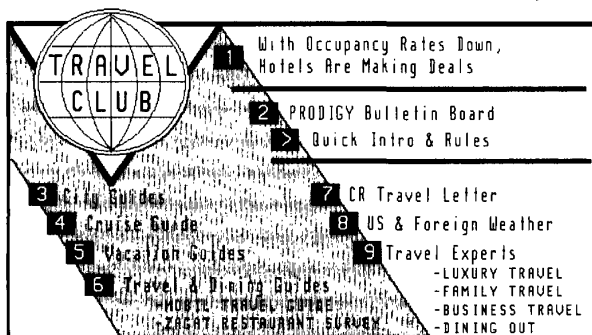 TRAVEL
CLUB
1 With Occupancy Rates Down,
Hotels Are Making Deals
2 PRODIGY Bulletin Board
> Quick Intro & Rules
3 City Guides
4 Cruise Guide
5 Vacation Guides
6 Travel & Dining Guides
-MOBIL TRAVEL GUIDE
-ZAGAT RESTAURANT SURVEY
7 CR Travel Letter
8 US & Foreign Weather
9 Travel Experts
-LUXURY TRAVEL
-FAMILY TRAVEL
-BUSINESS TRAVEL
-DINING OUT